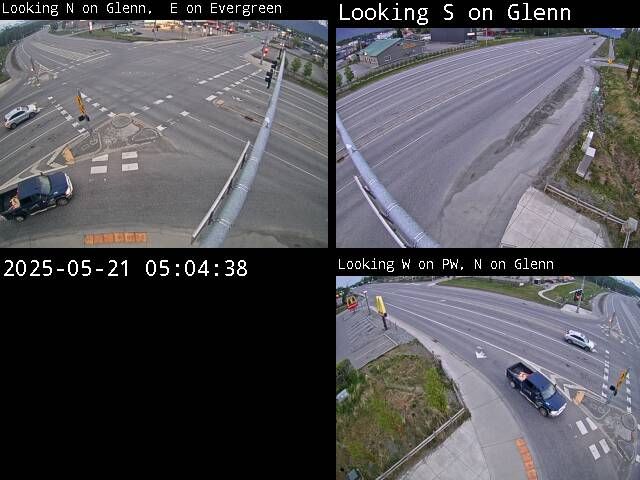 Looking N on Glenn,  E on Evergreen
Looking S on Glenn
2025-05-21 05:04:38
Looking W on PW, N on Glenn